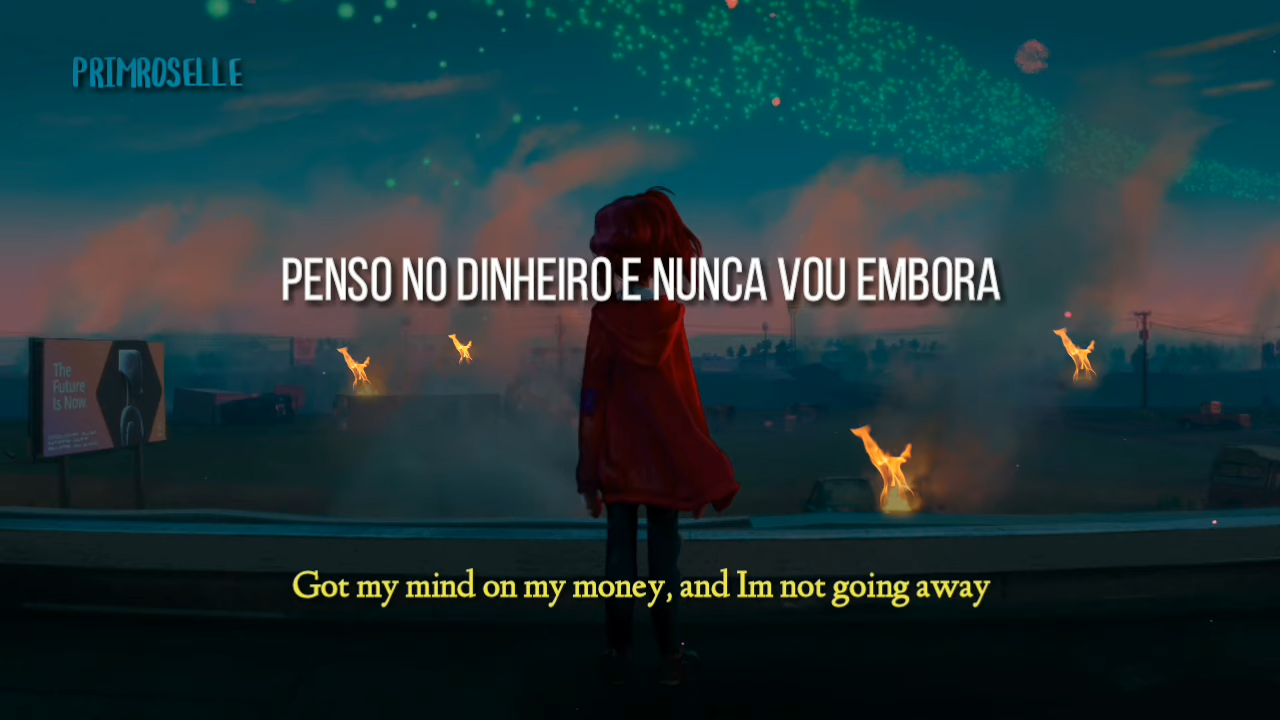 PRIMROSELLE
PENSO NO DINHEIRO E NUNCA VOU EMBORA
The
Future
Is Now.
Got my mind on my money, and Im not going away